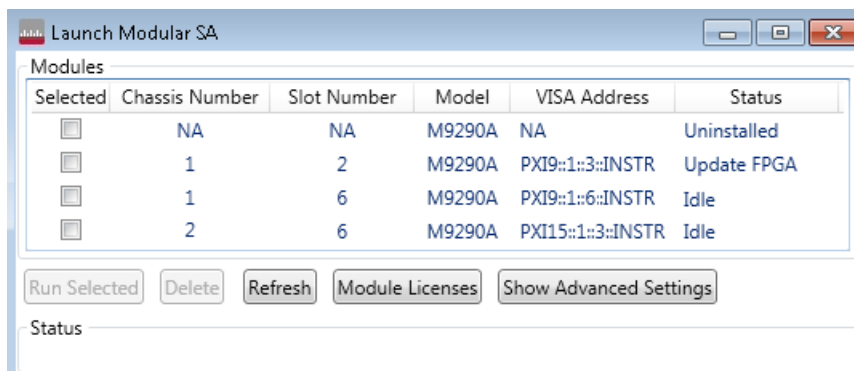 Launch Modular SA
Modules
Selected Chassis Number Slot Number Model VISA Address Status
NA NA M9290A NA Uninstalled
1 2 M9290A PXI9::1::3::INSTR Update FPGA
1 6 M9290A PXI9::1::6::INSTR Idle
2 6 M9290A PXI15::1::3::INSTR Idle
Run Selected Delete Refresh Module Licenses Show Advanced Settings
Status